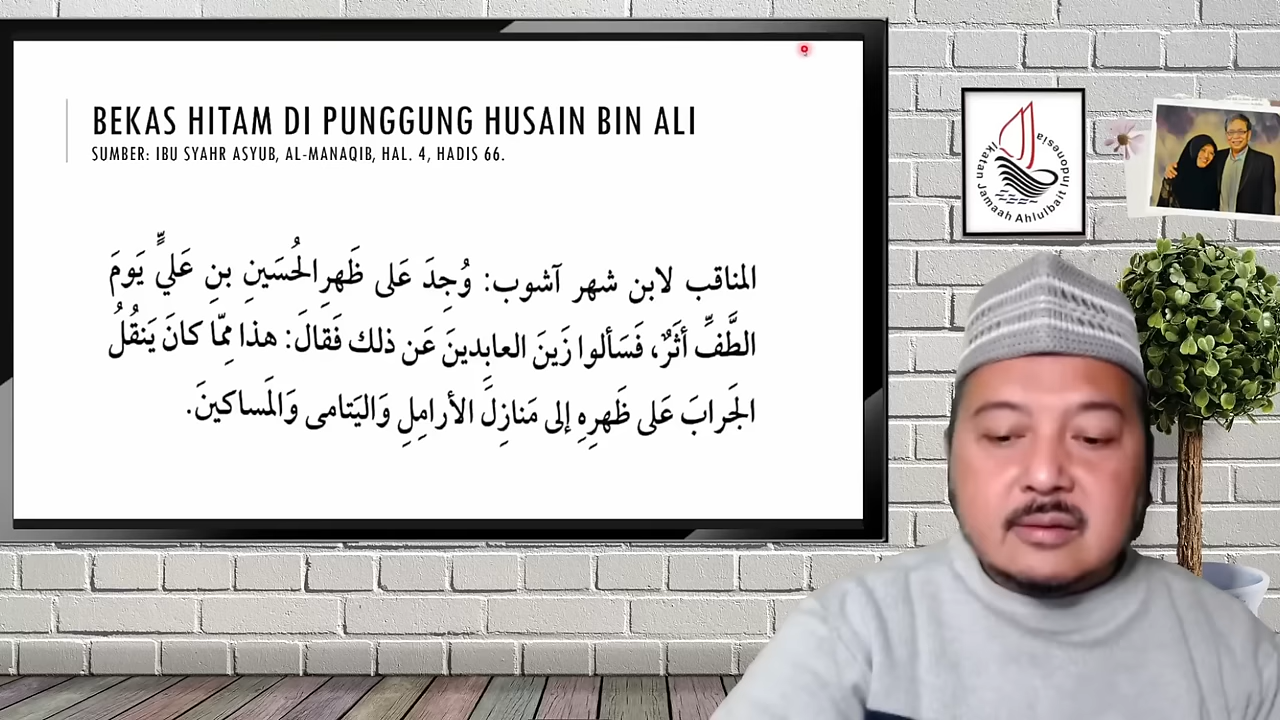 BEKAS HITAM DI PUNGGUNG HUSAIN BIN ALI
SUMBER: IBU SYAHR ASYUB, AL-MANAQIB, HAL. 4, HADIS 66.
المناقب لابن شهر آشوب: وُجِدَ عَلى ظَهرِ الحُسَينِ بنِ عَليٍّ يَومَ
الطَّفِّ أثَرٌ، فَسَألوا زَينَ العابِدينَ عَن ذلك فَقالَ: هذا مِمّا كانَ يَنقُلُ
الجَرابَ عَلى ظَهرِهِ إلى مَنازِلَ الأرامِلِ وَاليَتامى وَالمَساكينَ.
Ikatan Jamaah Ahlulbait Indonesia